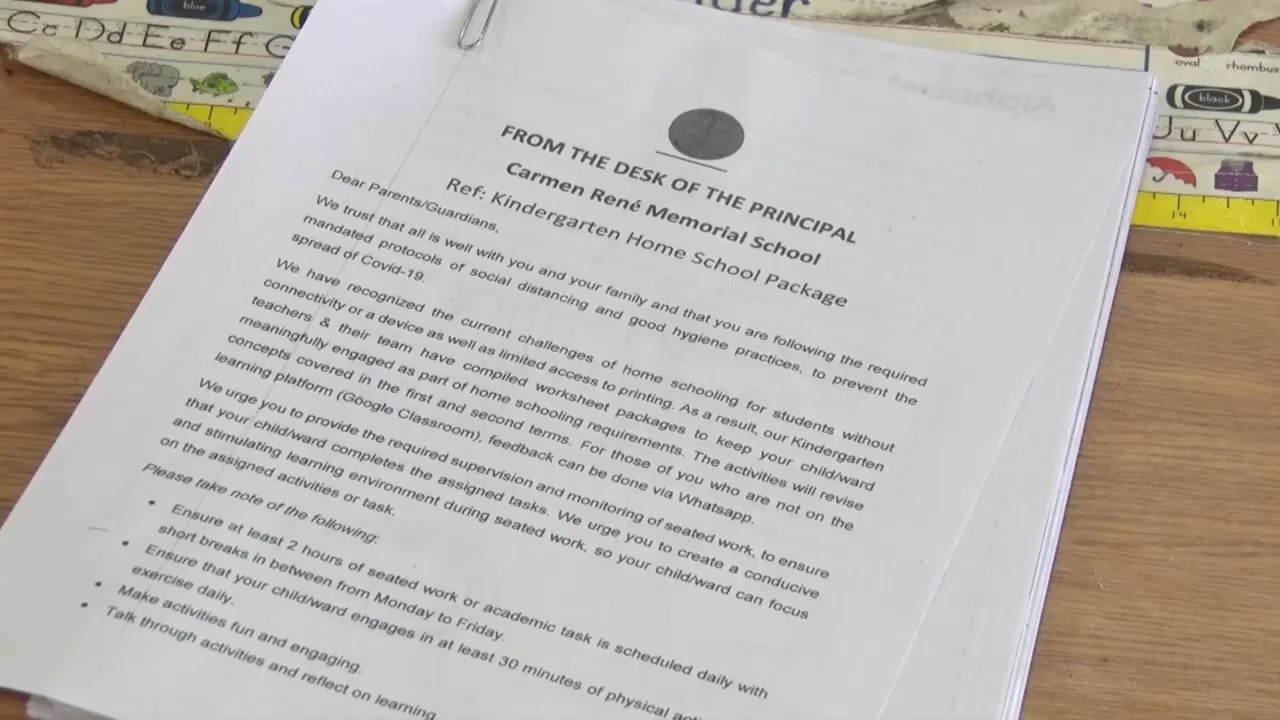 blue
Cc Dd Ee Ff G
oval rhombus
black
Uu Vv
14
FROM THE DESK OF THE PRINCIPAL
Carmen René Memorial School
Ref: Kindergarten Home School Package
Dear Parents/Guardians,
We trust that all is well with you and your family and that you are following the required
mandated protocols of social distancing and good hygiene practices, to prevent the
spread of Covid-19.
We have recognized the current challenges of home schooling for students without
connectivity or a device as well as limited access to printing. As a result, our Kindergarten
teachers & their team have compiled worksheet packages to keep your child/ward
meaningfully engaged as part of home schooling requirements. The activities will revise
concepts covered in the first and second terms. For those of you who are not on the
learning platform (Google Classroom), feedback can be done via Whatsapp.
We urge you to provide the required supervision and monitoring of seated work, to ensure
that your child/ward completes the assigned tasks. We urge you to create a conducive
and stimulating learning environment during seated work, so your child/ward can focus
on the assigned activities or task.
Please take note of the following:
• Ensure at least 2 hours of seated work or academic task is scheduled daily with
short breaks in between from Monday to Friday.
• Ensure that your child/ward engages in at least 30 minutes of physical
exercise daily.
• Make activities fun and engaging.
• Talk through activities and reflect on learning